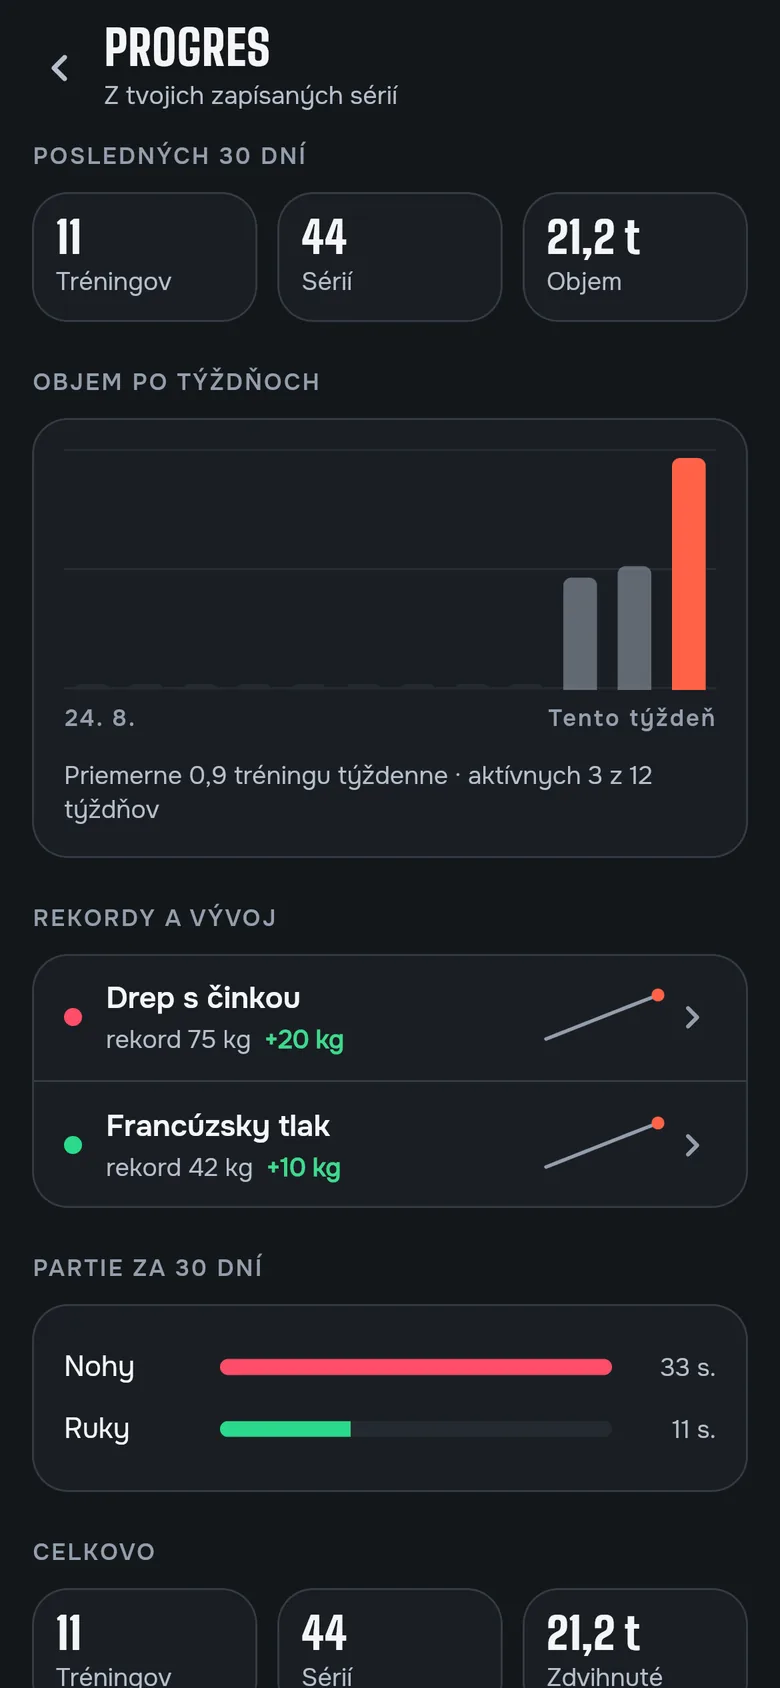 PROGRES
Z tvojich zapísaných sérií
POSLEDNÝCH 30 DNÍ
11
Tréningov
44
Sérií
21,2 t
Objem
OBJEM PO TÝŽDŇOCH
24. 8.
Tento týždeň
Priemerne 0,9 tréningu týždenne · aktívnych 3 z 12
týždňov
REKORDY A VÝVOJ
Drep s činkou
rekord 75 kg +20 kg
Francúzsky tlak
rekord 42 kg +10 kg
PARTIE ZA 30 DNÍ
Nohy
33 s.
Ruky
11 s.
CELKOVO
11
Tréningov
44
Sérií
21,2 t
Zdvihnuté